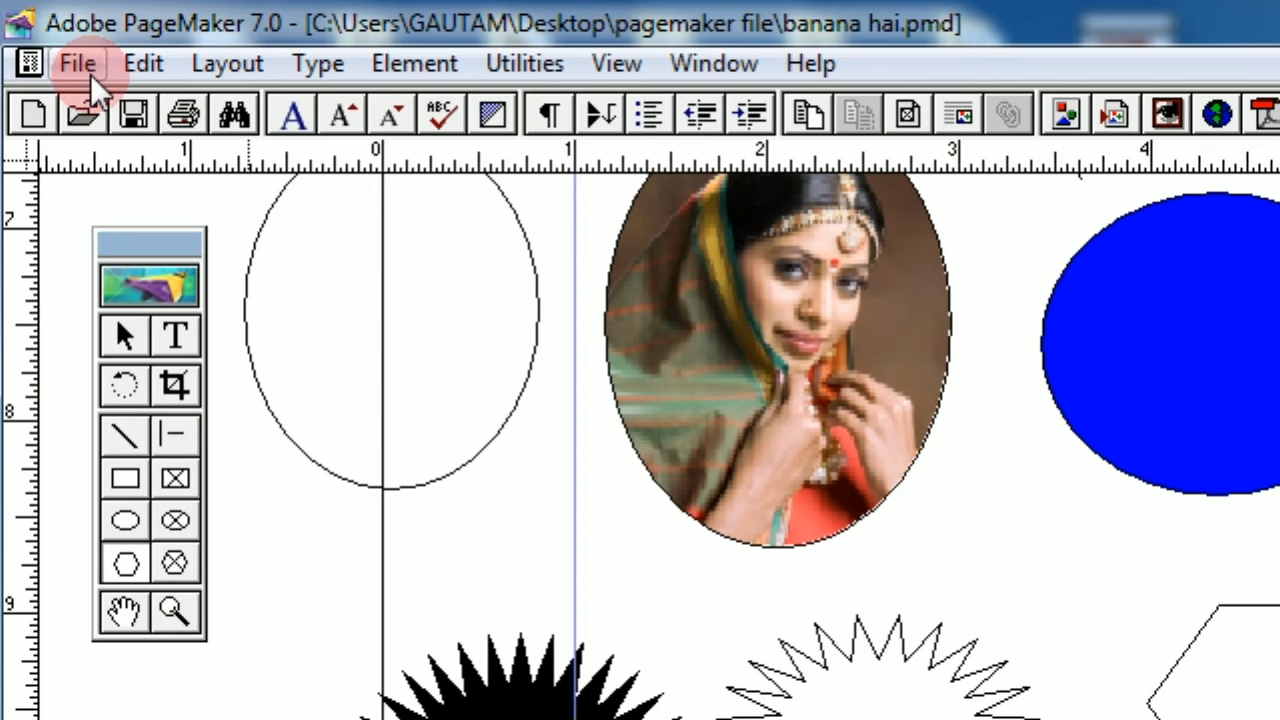 Adobe PageMaker 7.0 - [C:\Users\GAUTAM\Desktop\pagemaker file\banana hai.pmd]
File Edit Layout Type Element Utilities View Window Help
A A A ABC ¶
1 0 1 2 3 4
7
T
8
9